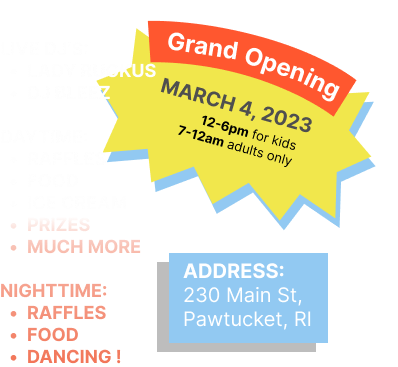 Grand Opening
MARCH 4, 2023
12-6pm for kids
7-12am adults only
• PRIZES
• MUCH MORE
NIGHTTIME:
• RAFFLES
• FOOD
• DANCING !
ADDRESS:
230 Main St,
Pawtucket, RI